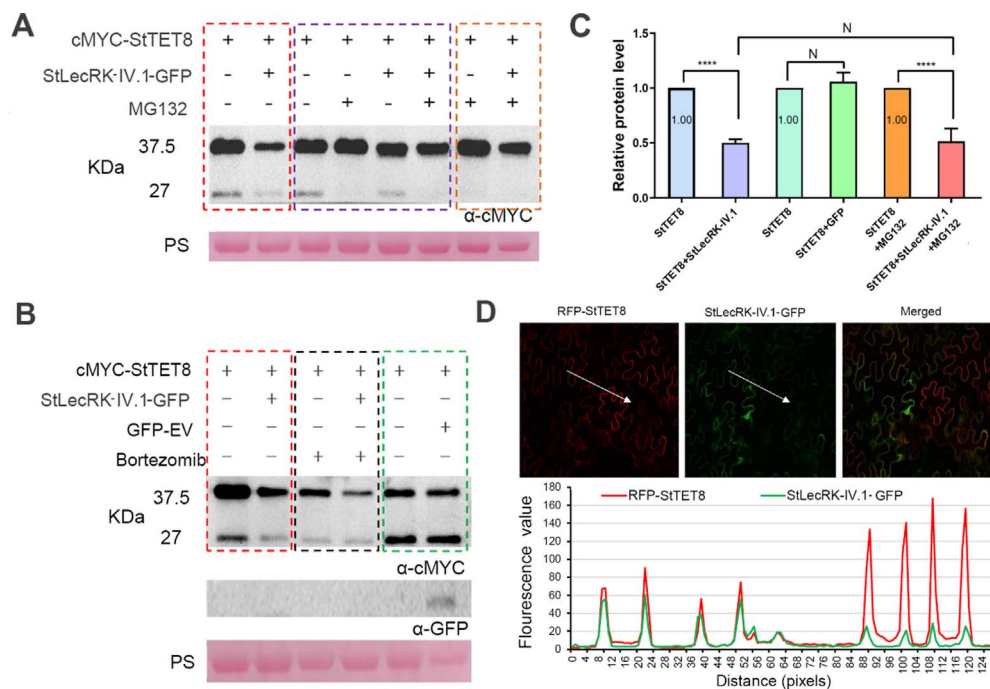 A
cMYC-StTET8 + + + + + + + +
StLecRK-IV.1-GFP - + - - + + - +
MG132 - - - + - + + +
37.5
KDa
27
α-cMYC
PS
B
cMYC-StTET8 + + + + + +
StLecRK-IV.1-GFP − + − + − −
GFP-EV − − − − − +
Bortezomib − − + + − −
37.5
KDa
27
α-cMYC
α-GFP
PS
C
Relative protein level
1.5
1.0
0.5
0.0
N
****
N
****
1.00
1.00
1.00
StTET8
StTET8+StLecRK-IV.1
StTET8
StTET8+GFP
StTET8
+MG132
StTET8+StLecRK-IV.1
+MG132
D
RFP-StTET8
StLecRK-IV.1-GFP
Merged
RFP-StTET8
StLecRK-IV.1- GFP
Flourescence value
180
160
140
120
100
80
60
40
20
0
0 4 8 12 16 20 24 28 32 36 40 44 48 52 56 60 64 68 72 76 80 84 88 92 96 100 104 108 112 116 120 124
Distance (pixels)